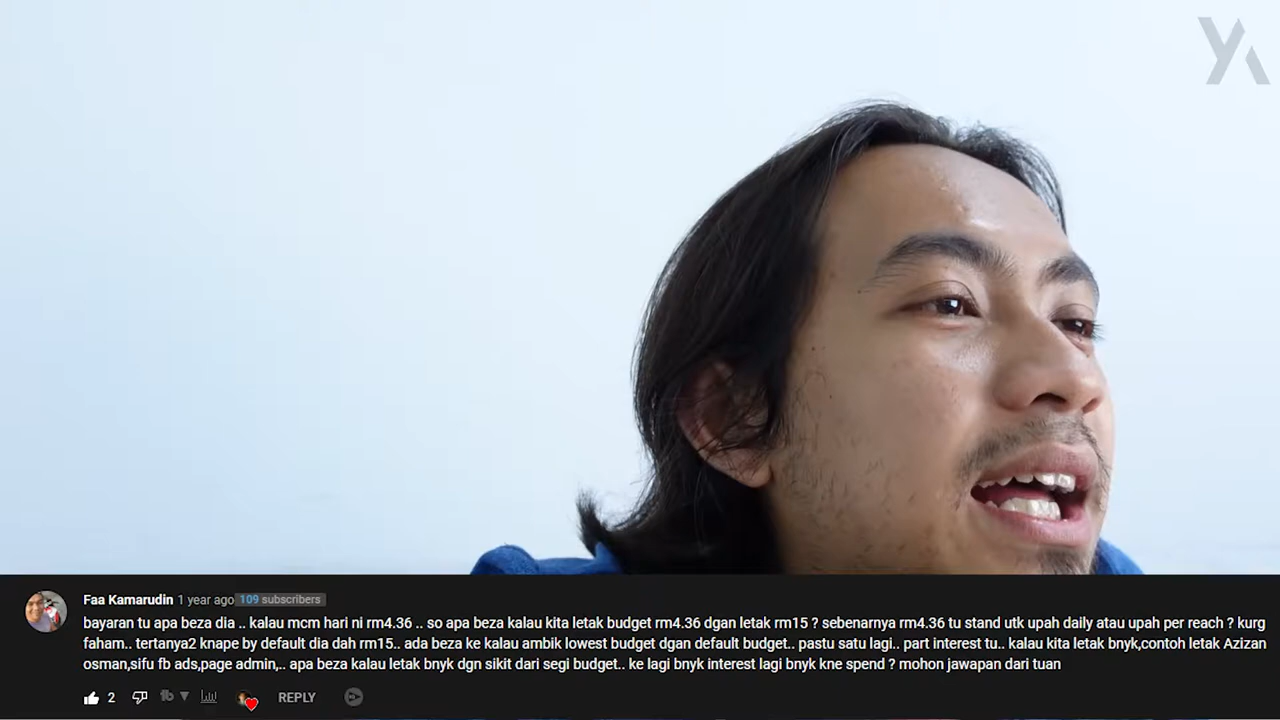 YA
Faa Kamarudin 1 year ago 109 subscribers
bayaran tu apa beza dia .. kalau mcm hari ni rm4.36 .. so apa beza kalau kita letak budget rm4.36 dgan letak rm15 ? sebenarnya rm4.36 tu stand utk upah daily atau upah per reach ? kurg
faham.. tertanya2 knape by default dia dah rm15.. ada beza ke kalau ambik lowest budget dgan default budget.. pastu satu lagi.. part interest tu.. kalau kita letak bnyk,contoh letak Azizan
osman,sifu fb ads,page admin,.. apa beza kalau letak bnyk dgn sikit dari segi budget.. ke lagi bnyk interest lagi bnyk kne spend ? mohon jawapan dari tuan
2 REPLY